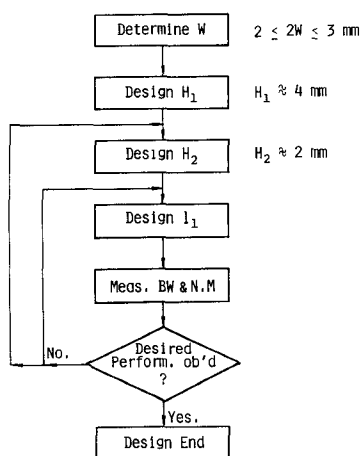 Determine W
2 ≤ 2W ≤ 3 mm
Design H₁
H₁ ≈ 4 mm
Design H₂
H₂ ≈ 2 mm
Design l₁
Meas. BW & N.M
Desired
Perform. ob'd
?
No.
Yes.
Design End